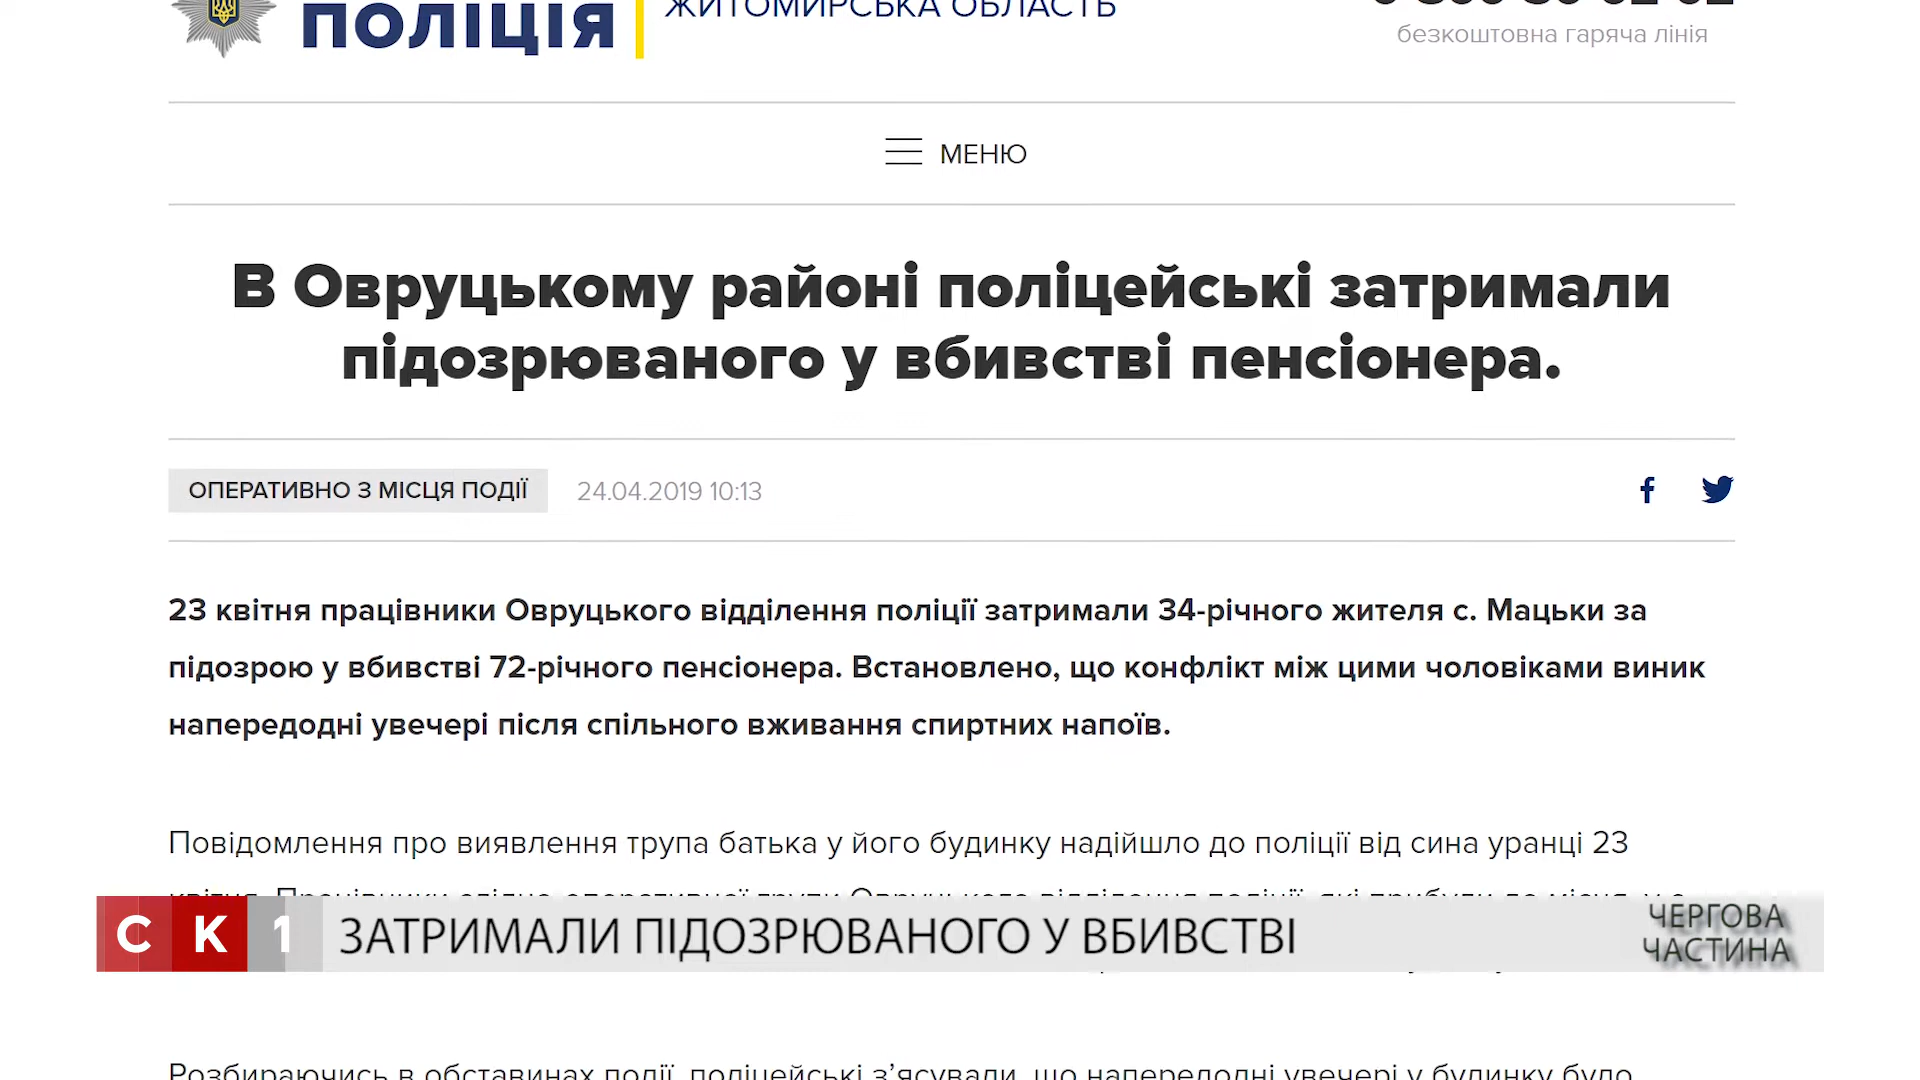 ПОЛІЦІЯ
ЖИТОМИРСЬКА ОБЛАСТЬ
безкоштовна гаряча лінія
МЕНЮ
В Овруцькому районі поліцейські затримали
підозрюваного у вбивстві пенсіонера.
ОПЕРАТИВНО З МІСЦЯ ПОДІЇ 24.04.2019 10:13
23 квітня працівники Овруцького відділення поліції затримали 34-річного жителя с. Мацьки за
підозрою у вбивстві 72-річного пенсіонера. Встановлено, що конфлікт між цими чоловіками виник
напередодні увечері після спільного вживання спиртних напоїв.
Повідомлення про виявлення трупа батька у його будинку надійшло до поліції від сина уранці 23
квітня. Працівники слідчо-оперативної групи Овруцького відділення поліції, які прибули до місця, у
СК1 ЗАТРИМАЛИ ПІДОЗРЮВАНОГО У ВБИВСТВІ
ЧЕРГОВА
ЧАСТИНА
Розбираючись в обставинах події, поліцейські з’ясували, що напередодні увечері у будинку було